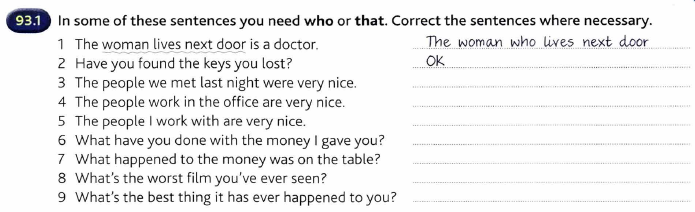 93.1 In some of these sentences you need who or that. Correct the sentences where necessary.
1 The woman lives next door is a doctor. The woman who lives next door
2 Have you found the keys you lost? OK
3 The people we met last night were very nice.
4 The people work in the office are very nice.
5 The people I work with are very nice.
6 What have you done with the money I gave you?
7 What happened to the money was on the table?
8 What's the worst film you've ever seen?
9 What's the best thing it has ever happened to you?